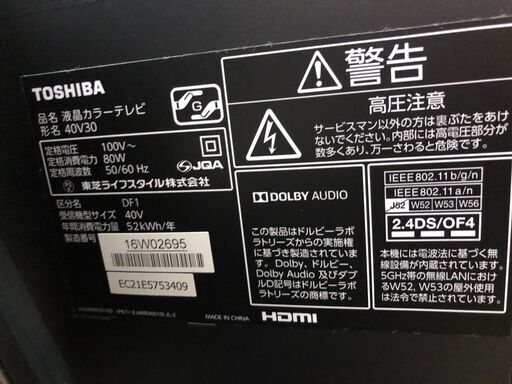 TOSHIBA
液晶カラーテレビ
形名 40V30
定格電圧: 100V~
定格消費電力: 80W
定格周波数: 50/60 Hz
JQA
東芝ライフスタイル株式会社
区分名 DF1
受信機型サイズ 40V
年間消費電力量 52kWh/年
製造番号
16W02695
EC21E5753409
MADE IN CHINA
警告
高圧注意
サービスマン以外の方は裏ぶたをあけ
ないでください。内部には高電圧部分が
数多くあり、万一さわると危険です。
DOLBY AUDIO
この製品はドルビーラボ
ラトリーズからの実施権
に基づき製造されていま
す。Dolby、ドルビー、
Dolby Audio 及びダブ
ルD記号はドルビーラボ
ラトリーズの商標です。
HDMI
IEEE802.11b/g/n
IEEE802.11a/n
J52 W52 W53 W56
2.4DS/OF4
本機には電波法に基づく無
線設備が内蔵されています。
5GHz帯の無線LANにおけ
るW52、W53の屋外使用
は法令で禁止されています。